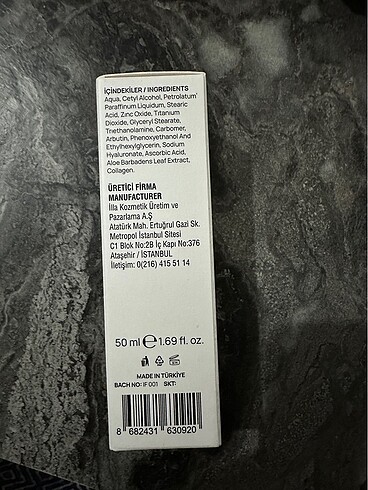 İÇİNDEKİLER / INGREDIENTS
Aqua, Cetyl Alcohol, Petrolatum
Paraffinum Liquidum, Stearic
Acid, Zinc Oxide, Titanium
Dioxide, Glyceryl Stearate,
Triethanolamine, Carbomer,
Arbutin, Phenoxyethanol And
Ethylhexylglycerin, Sodium
Hyaluronate, Ascorbic Acid,
Aloe Barbadens Leaf Extract,
Collagen.
ÜRETİCİ FİRMA
MANUFACTURER
İlla Kozmetik Üretim ve
Pazarlama A.Ş
Atatürk Mah. Ertuğrul Gazi Sk.
Metropol İstanbul Sitesi
C1 Blok No:2B İç Kapı No:376
Ataşehir / İSTANBUL
İletişim: 0(216) 415 51 14
50 ml e 1.69 fl. oz.
MADE IN TÜRKİYE
BACH NO: IF 001 SKT:
8 682431 630920